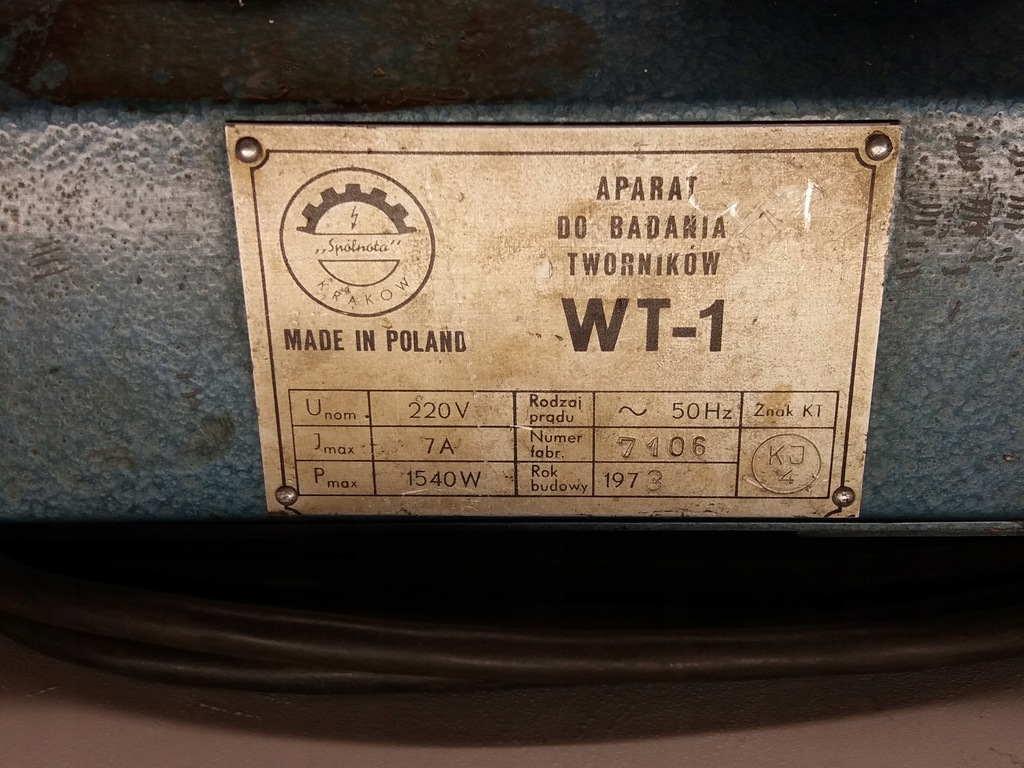 „Spólnota"
KRAKÓW
MADE IN POLAND
APARAT
DO BADANIA
TWORNIKÓW
WT-1
Unom. 220V Rodzaj prądu ~ 50Hz Znak KT
Jmax 7A Numer fabr. 7106 KJ 4
Pmax 1540W Rok budowy 1973